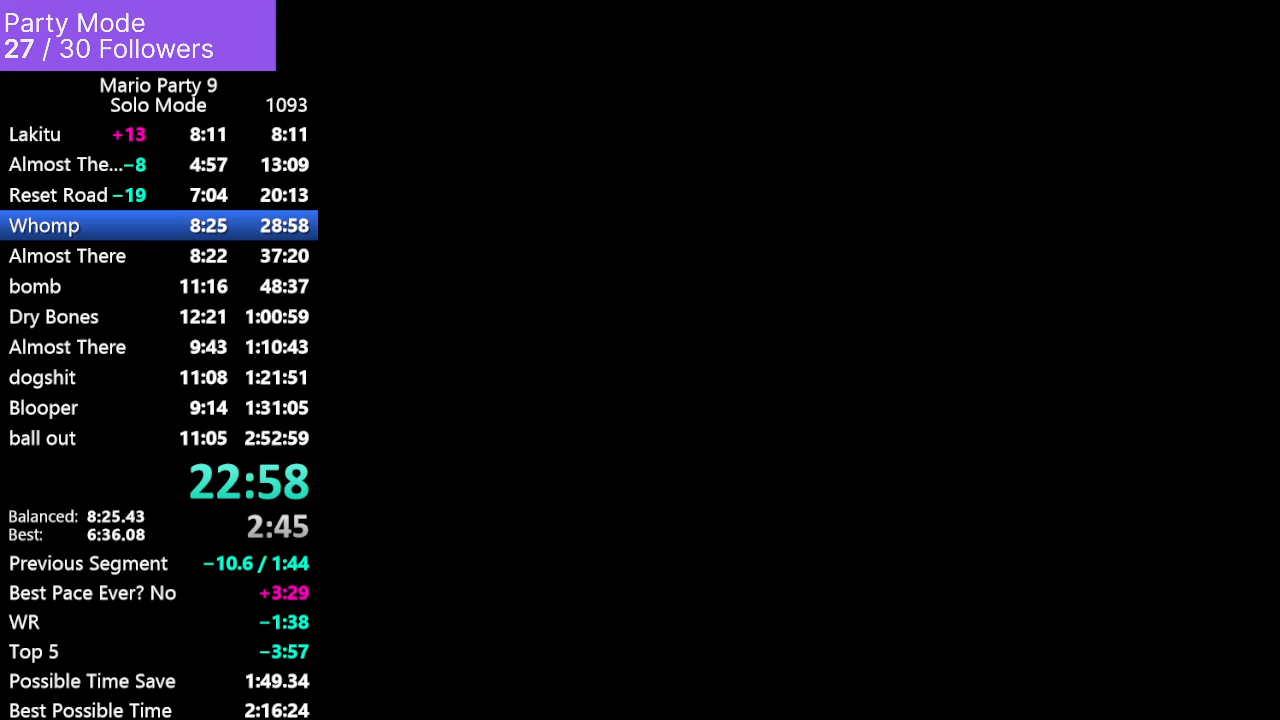 Party Mode
27 / 30 Followers
Mario Party 9
Solo Mode 1093
Lakitu +13 8:11 8:11
Almost The... −8 4:57 13:09
Reset Road −19 7:04 20:13
Whomp 8:25 28:58
Almost There 8:22 37:20
bomb 11:16 48:37
Dry Bones 12:21 1:00:59
Almost There 9:43 1:10:43
dogshit 11:08 1:21:51
Blooper 9:14 1:31:05
ball out 11:05 2:52:59
22:58
Balanced: 8:25.43
Best: 6:36.08
2:45
Previous Segment −10.6 / 1:44
Best Pace Ever? No +3:29
WR −1:38
Top 5 −3:57
Possible Time Save 1:49.34
Best Possible Time 2:16:24